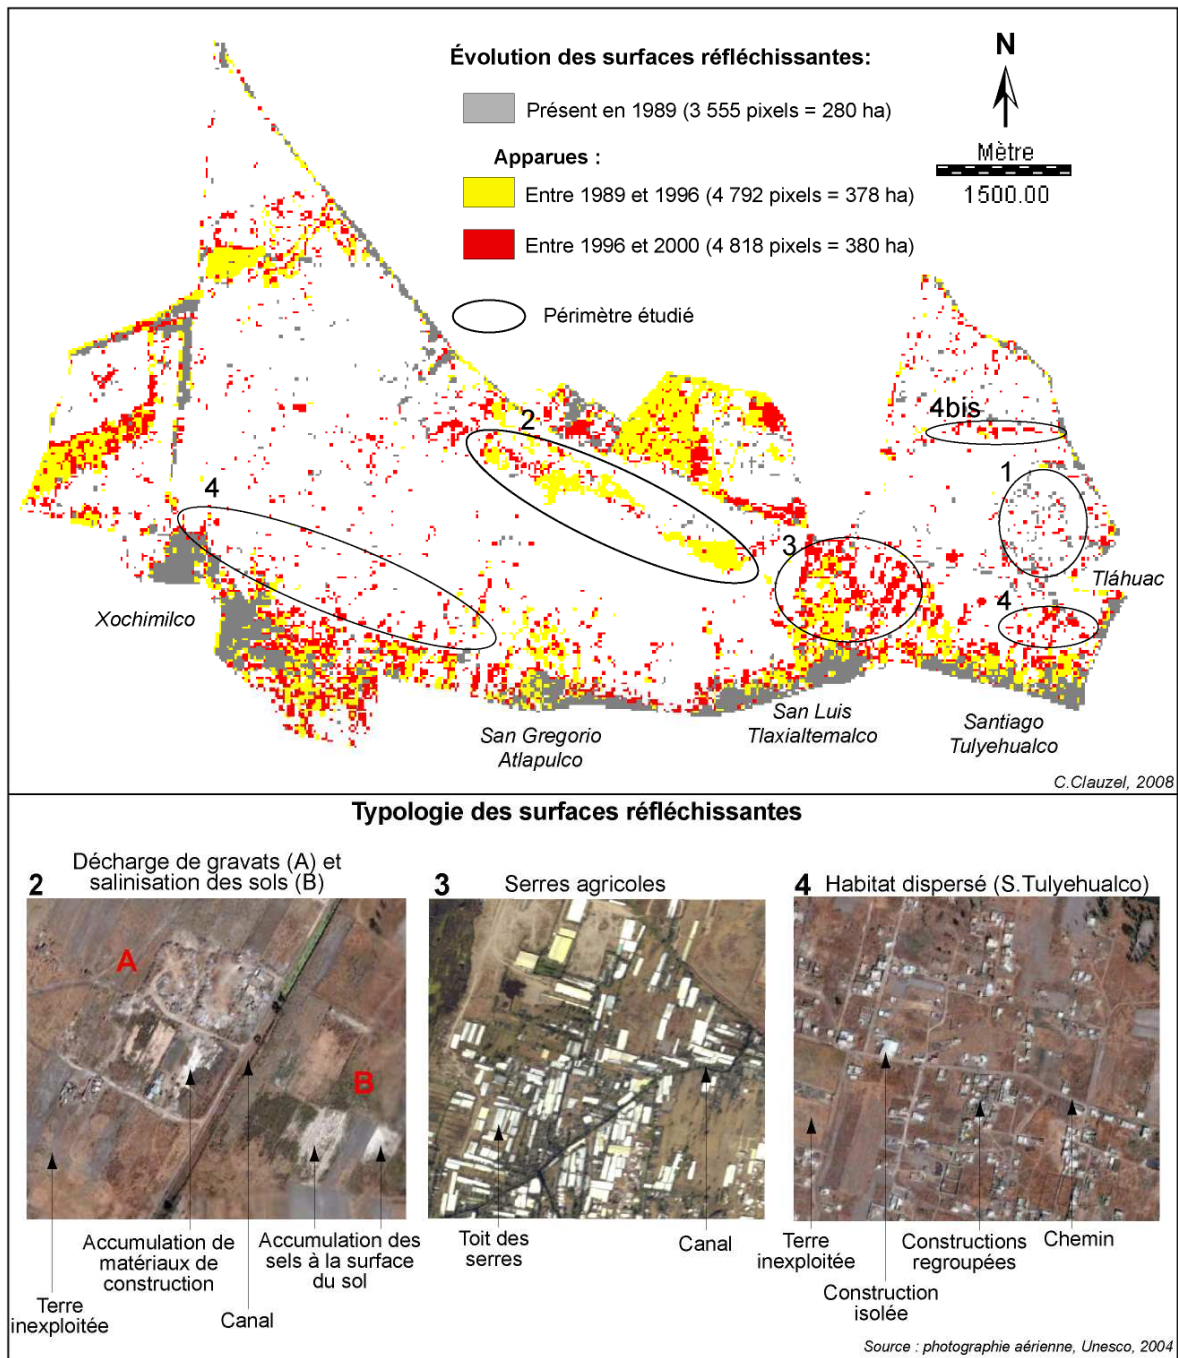 Évolution des surfaces réfléchissantes:
Présent en 1989 (3 555 pixels = 280 ha)
Apparues :
Entre 1989 et 1996 (4 792 pixels = 378 ha)
Entre 1996 et 2000 (4 818 pixels = 380 ha)
Périmètre étudié
N
Mètre
1500.00
2
4bis
1
4
3
4
Tláhuac
Xochimilco
San Gregorio
Atlapulco
San Luis
Tlaxialtemalco
Santiago
Tulyehualco
C.Clauzel, 2008
Typologie des surfaces réfléchissantes
2 Décharge de gravats (A) et
salinisation des sols (B)
3 Serres agricoles
4 Habitat dispersé (S.Tulyehualco)
A
B
Terre
inexploitée
Accumulation de
matériaux de
construction
Canal
Accumulation des
sels à la surface
du sol
Toit des
serres
Canal
Terre
inexploitée
Construction
isolée
Constructions
regroupées
Chemin
Source : photographie aérienne, Unesco, 2004